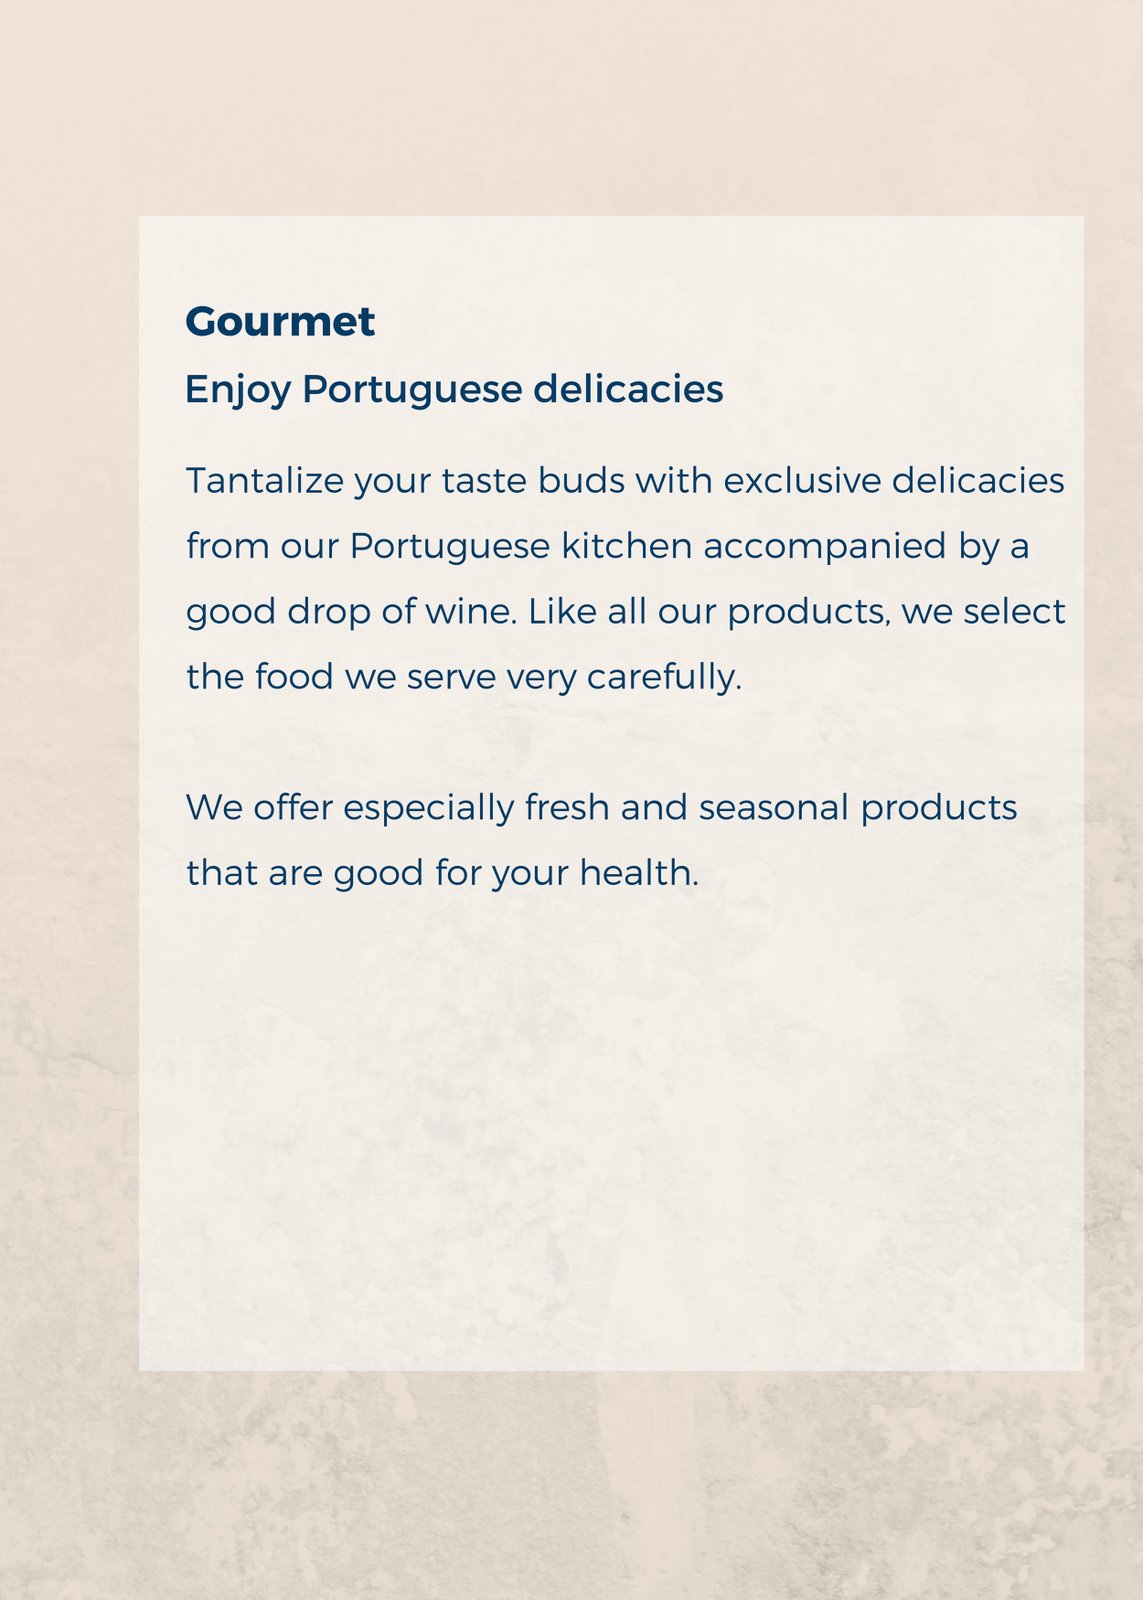 Gourmet
Enjoy Portuguese delicacies
Tantalize your taste buds with exclusive delicacies
from our Portuguese kitchen accompanied by a
good drop of wine. Like all our products, we select
the food we serve very carefully.
We offer especially fresh and seasonal products
that are good for your health.